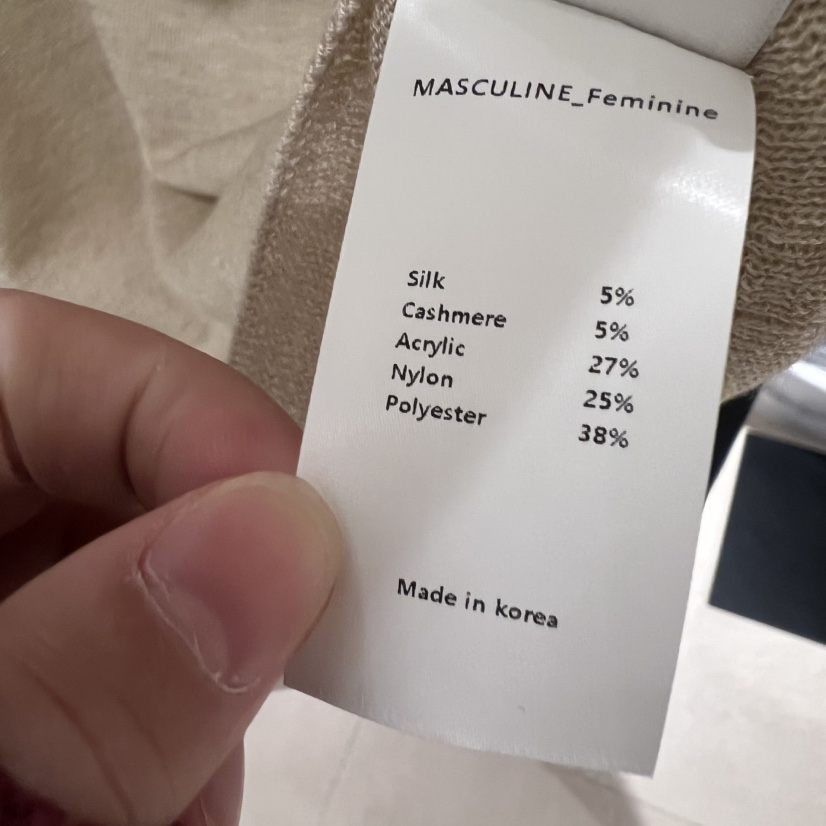 MASCULINE_Feminine
Silk 5%
Cashmere 5%
Acrylic 27%
Nylon 25%
Polyester 38%
Made in korea